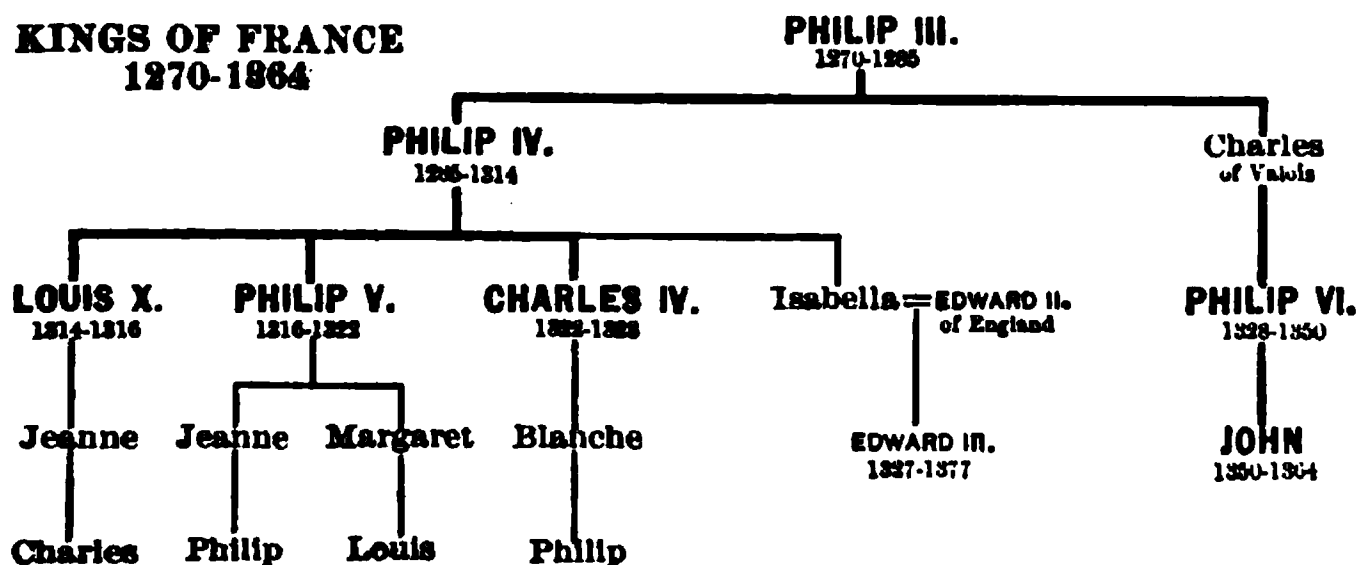 KINGS OF FRANCE
1270-1364
PHILIP III.
1270-1285
PHILIP IV.
1285-1314
Charles
of Valois
LOUIS X.
1314-1316
PHILIP V.
1316-1322
CHARLES IV.
1322-1328
Isabella = EDWARD II.
of England
PHILIP VI.
1328-1350
Jeanne
Jeanne
Margaret
Blanche
EDWARD III.
1327-1377
JOHN
1350-1364
Charles
Philip
Louis
Philip